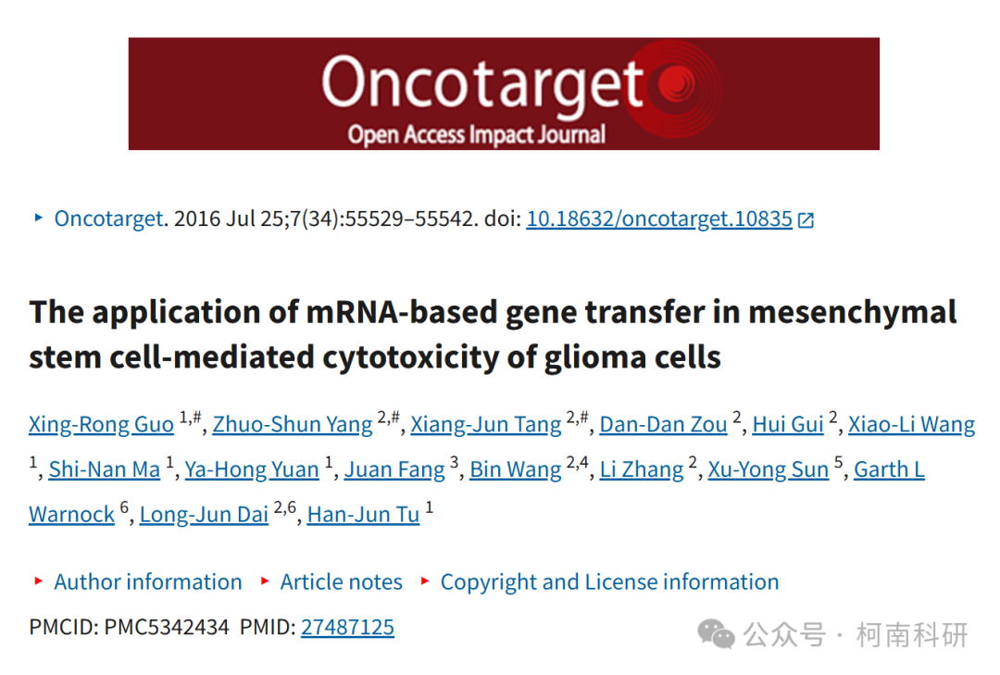 Oncotarget
Open Access Impact Journal
Oncotarget. 2016 Jul 25;7(34):55529–55542. doi: 10.18632/oncotarget.10835
The application of mRNA-based gene transfer in mesenchymal
stem cell-mediated cytotoxicity of glioma cells
Xing-Rong Guo 1,#, Zhuo-Shun Yang 2,#, Xiang-Jun Tang 2,#, Dan-Dan Zou 2, Hui Gui 2, Xiao-Li Wang
1, Shi-Nan Ma 1, Ya-Hong Yuan 1, Juan Fang 3, Bin Wang 2,4, Li Zhang 2, Xu-Yong Sun 5, Garth L
Warnock 6, Long-Jun Dai 2,6, Han-Jun Tu 1
Author information Article notes Copyright and License information
PMCID: PMC5342434 PMID: 27487125
公众号 · 柯南科研